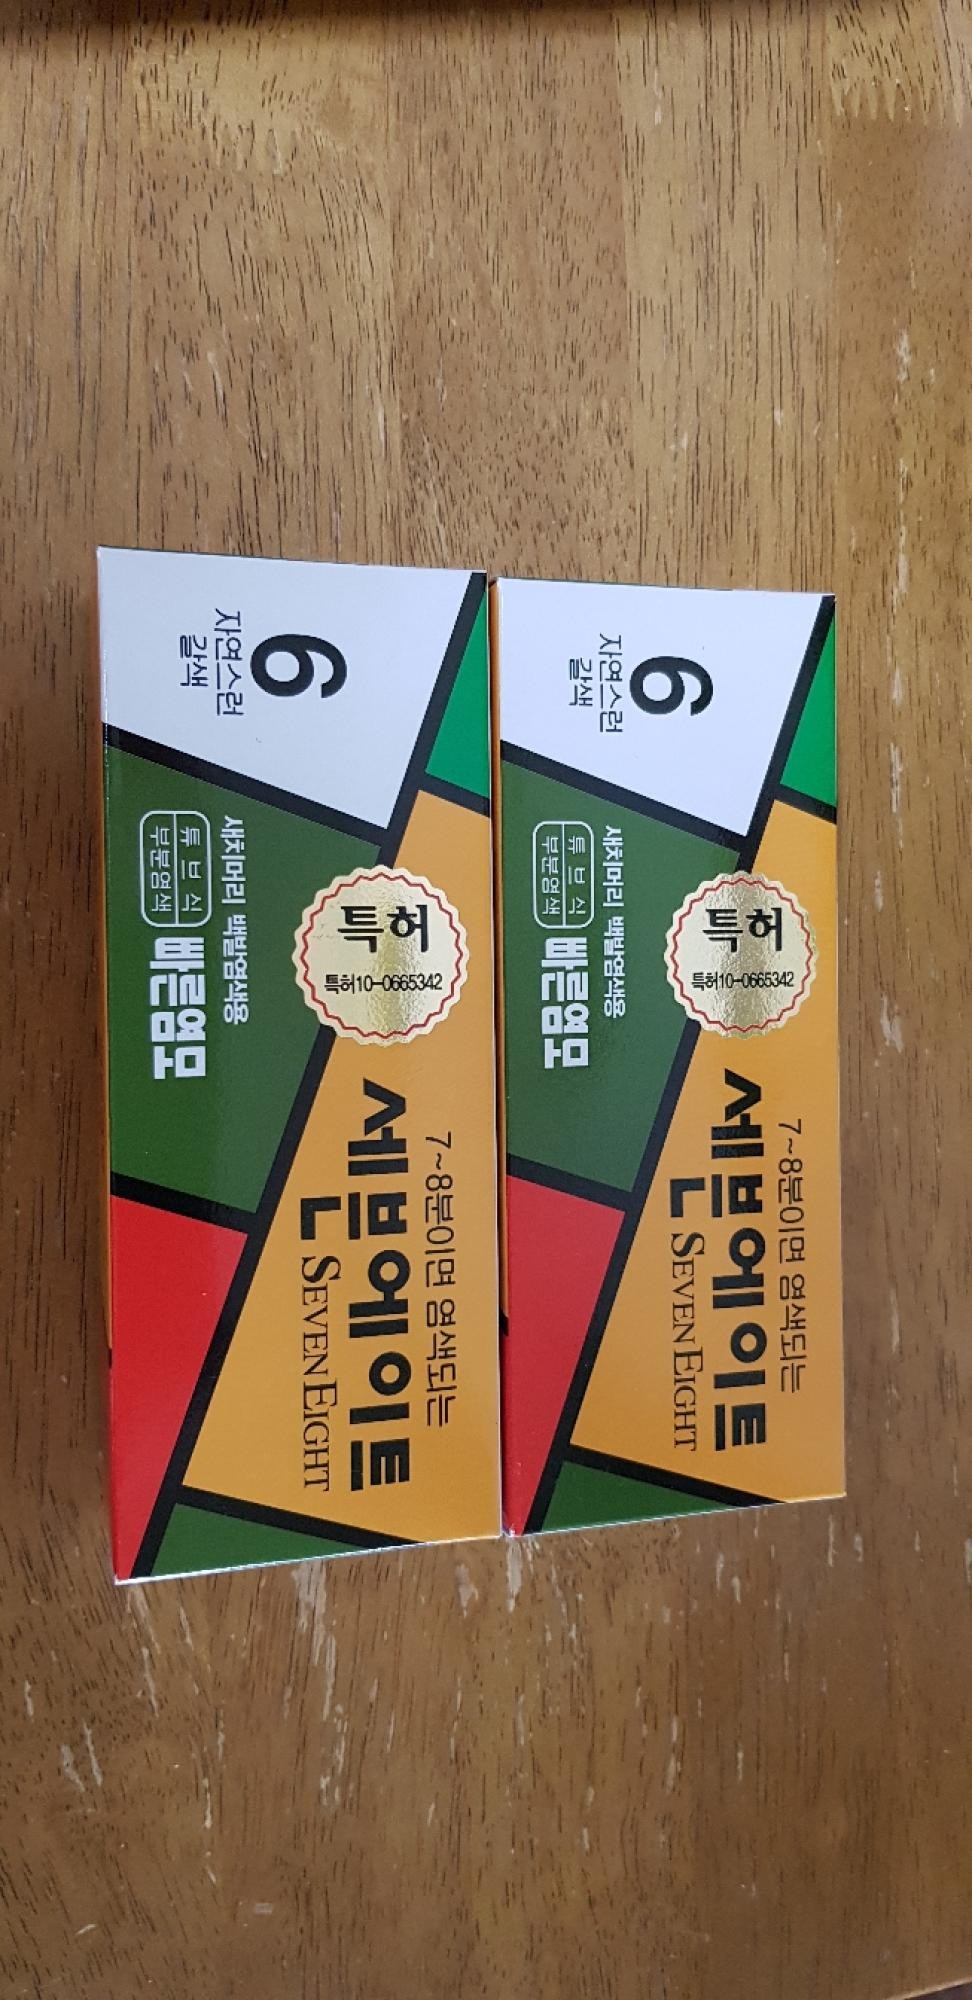 7~8분이면 염색되는
세븐에이트
SEVEN EIGHT
특허
특허10-0665342
6
자연스런
갈색
새치머리 백발염색용
튜브식
부분염색
빠른염모
7~8분이면 염색되는
세븐에이트
SEVEN EIGHT
특허
특허10-0665342
6
자연스런
갈색
새치머리 백발염색용
튜브식
부분염색
빠른염모